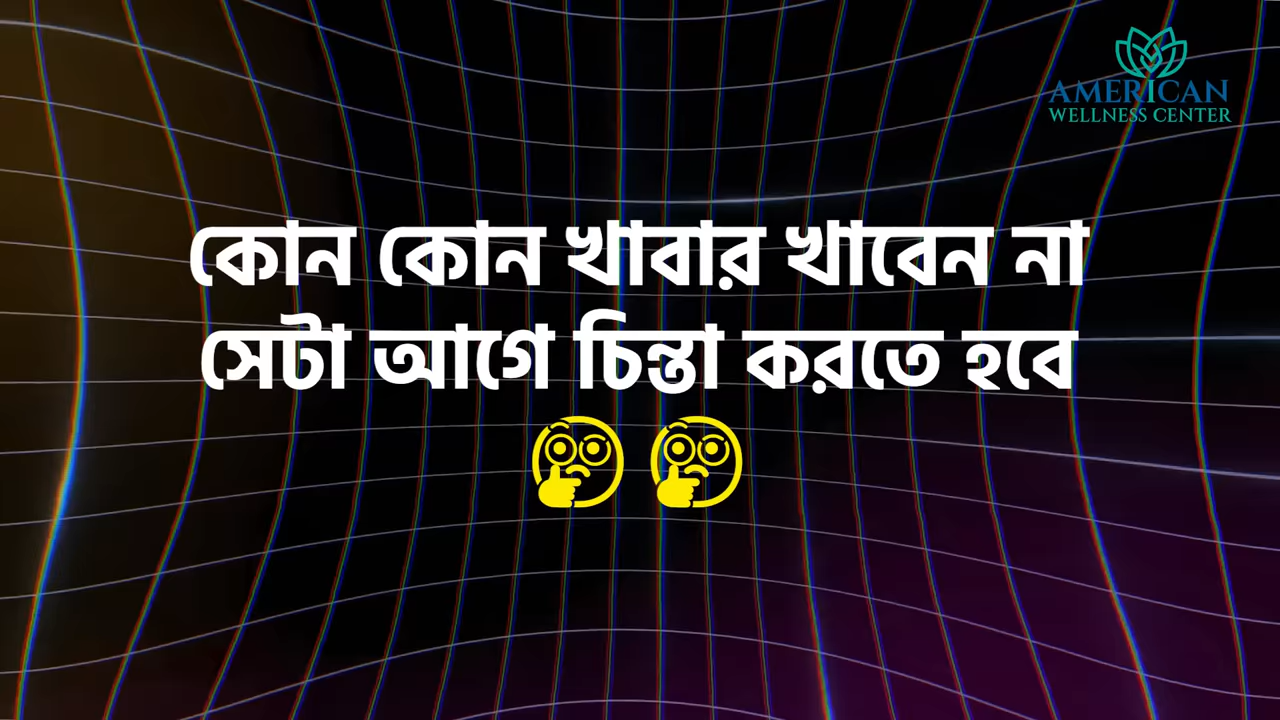 AMERICAN
WELLNESS CENTER
কোন কোন খাবার খাবেন না
সেটা আগে চিন্তা করতে হবে